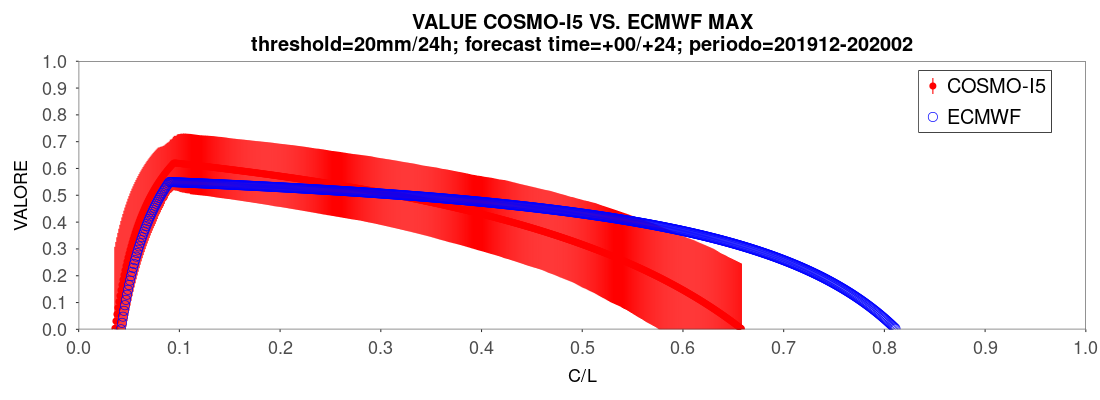 VALUE COSMO-I5 VS. ECMWF MAX
threshold=20mm/24h; forecast time=+00/+24; periodo=201912-202002
COSMO-I5
ECMWF
VALORE
1.0
0.9
0.8
0.7
0.6
0.5
0.4
0.3
0.2
0.1
0.0
0.0 0.1 0.2 0.3 0.4 0.5 0.6 0.7 0.8 0.9 1.0
C/L